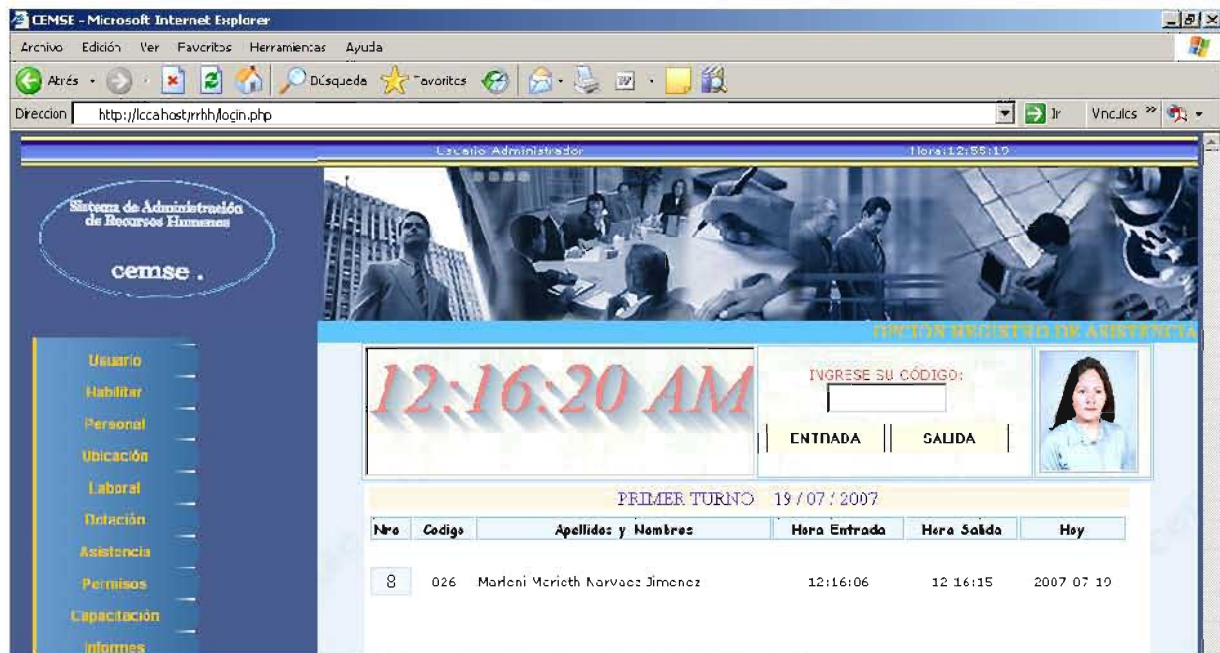 CEMSE - Microsoft Internet Explorer
Archivo Edición Ver Favoritos Herramientas Ayuda
Atrás Búsqueda Favoritos
Direccion http://localhost/rrhh/login.php Ir Vínculos »
Usuario Administrador Hora:12:55:19
Sistema de Administración
de Recursos Humanos
cemse .
OPCIÓN REGISTRO DE ASISTENCIA
Usuario
Habilitar
Personal
Ubicación
Laboral
Dotación
Asistencia
Permisos
Capacitación
Informes
12:16:20 AM
INGRESE SU CÓDIGO:
ENTRADA SALIDA
PRIMER TURNO 19 / 07 / 2007
Nro Codigo Apellidos y Nombres Hora Entrada Hora Salida Hoy
8 026 Marleni Narvaez Jimenez 12:16:06 12:16:15 2007-07-19